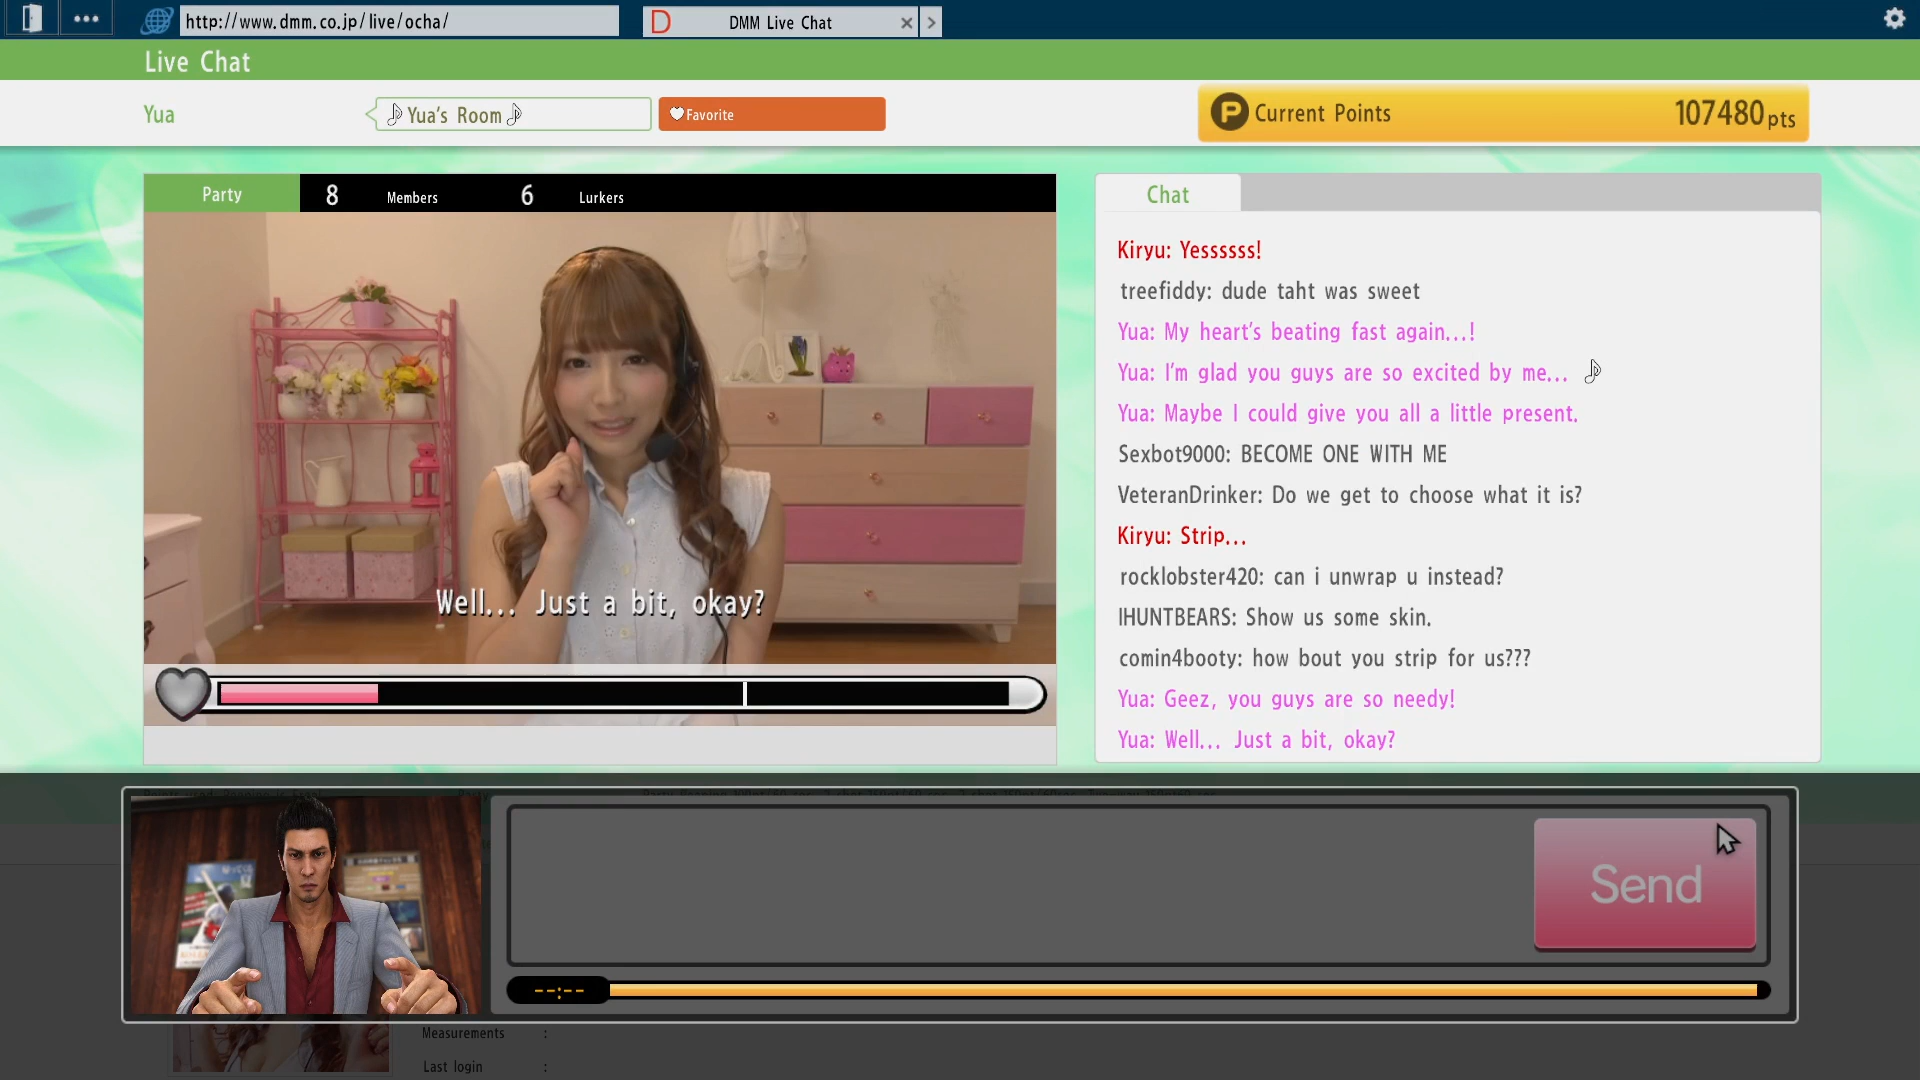 http://www.dmm.co.jp/live/ocha/
D DMM Live Chat
Live Chat
Yua
♪Yua's Room♪
Favorite
P Current Points 107480pts
Party 8 Members 6 Lurkers
Chat
Kiryu: Yessssss!
treefiddy: dude taht was sweet
Yua: My heart's beating fast again...!
Yua: I'm glad you guys are so excited by me... ♪
Yua: Maybe I could give you all a little present.
Sexbot9000: BECOME ONE WITH ME
VeteranDrinker: Do we get to choose what it is?
Kiryu: Strip...
rocklobster420: can i unwrap u instead?
IHUNTBEARS: Show us some skin.
comin4booty: how bout you strip for us???
Yua: Geez, you guys are so needy!
Yua: Well... Just a bit, okay?
Well... Just a bit, okay?
Send
--:--
Measurements :
Last login :